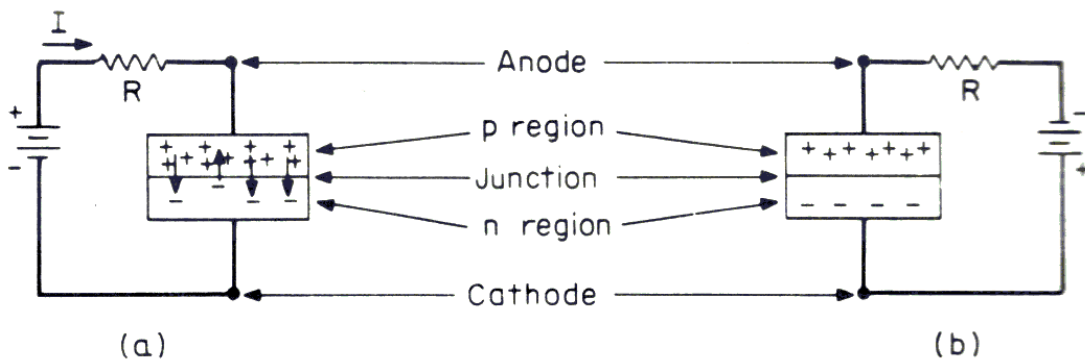 I
R
Anode
R
+
-
p region
-
+
+ + + + + + + + + + +
-
Junction
- - -
n region
+ + + + + + +
- - - -
Cathode
(a)
(b)